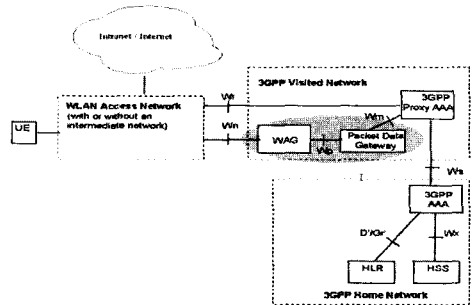 Intranet / Internet
3GPP Visited Network
WLAN Access Network
(with or without an
intermediate network)
UE
Wr
Wn
WAG
Wp
Wm
Packet Data
Gateway
3GPP
Proxy AAA
Ws
3GPP
AAA
D'/Gr
Wx
HLR
HSS
3GPP Home Network